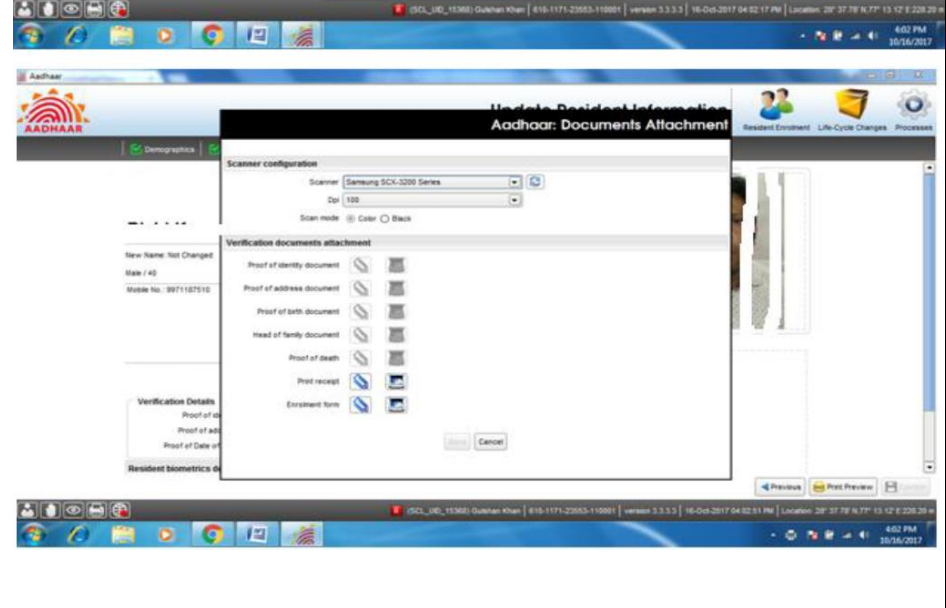 (SCL_UID_15368) Gulshan Khan | 610-1171-23553-110001 | version 3.3.3.3 | 16-Oct-2017 04:02:17 PM | Location: 28° 37.78' N,77° 13.12' E:228.20 m
4:02 PM
10/16/2017
Aadhaar
AADHAAR
Update Resident Information
Aadhaar: Documents Attachment
Resident Enrolment Life-Cycle Changes Processes
Demographics
Scanner configuration
Scanner Samsung SCX-3200 Series
Dpi 100
Scan mode Color Black
Verification documents attachment
New Name: Not Changed
Proof of identity document
Male / 40
Mobile No.: 8971107510
Proof of address document
Proof of birth document
Head of family document
Proof of death
Print receipt
Enrolment form
Verification Details
Proof of
Proof of
Proof of Date of
Cancel
Resident biometrics
Previous Print Preview
(SCL_UID_15368) Gulshan Khan | 610-1171-23553-110001 | version 3.3.3.3 | 16-Oct-2017 04:02:51 PM | Location: 28° 37.78' N,77° 13.12' E:228.20 m
4:02 PM
10/16/2017